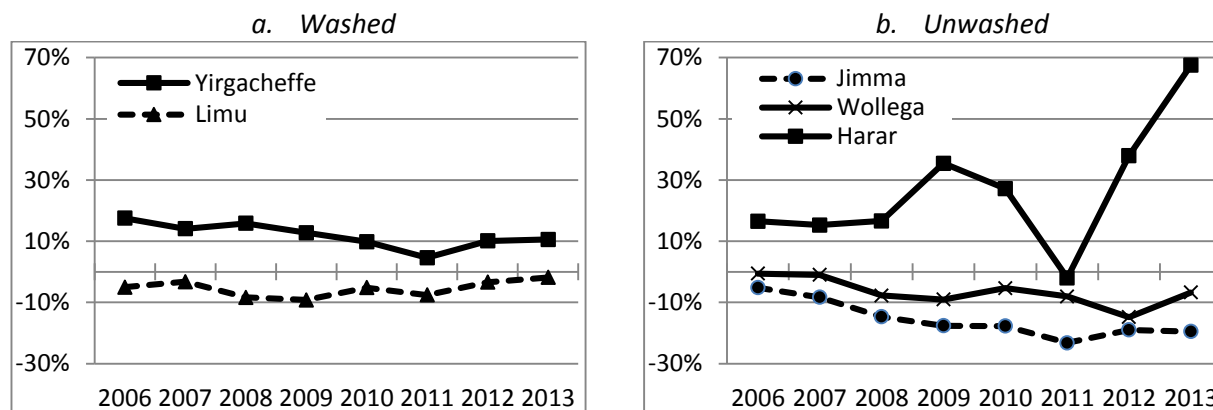 a. Washed
70%
50%
30%
10%
-10%
-30%
Yirgacheffe
Limu
2006 2007 2008 2009 2010 2011 2012 2013
b. Unwashed
70%
50%
30%
10%
-10%
-30%
Jimma
Wollega
Harar
2006 2007 2008 2009 2010 2011 2012 2013